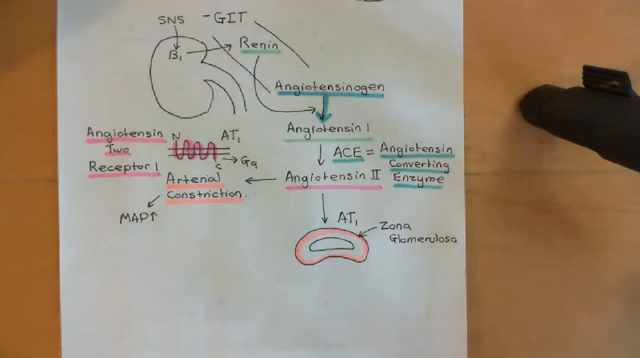 SNS
-GIT
β₁
Renin
Angiotensinogen
Angiotensin
Two
Receptor 1
N
AT₁
C
Gq
Angiotensin I
ACE = Angiotensin
Converting
Enzyme
Angiotensin II
Arterial
Constriction.
MAP↑
AT₁
Zona
Glomerulosa